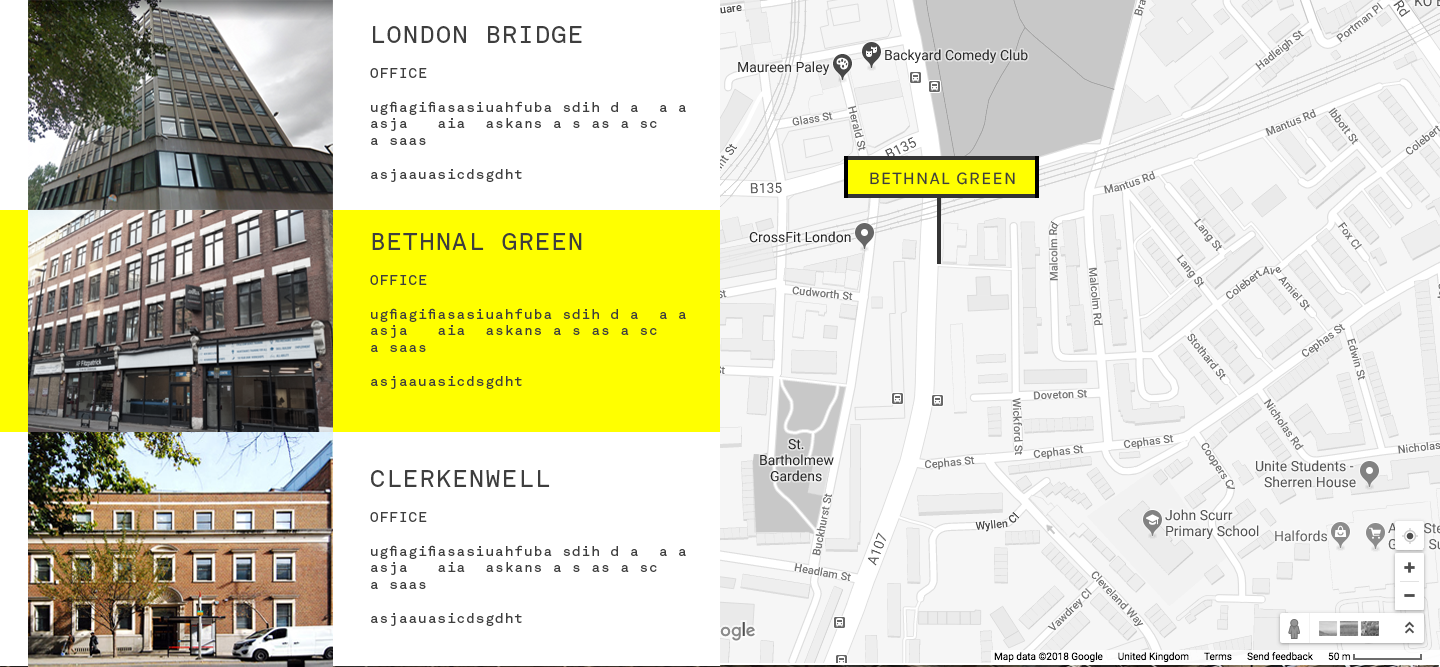 LONDON BRIDGE
OFFICE
ugfiagifiasasiuahfuba sdih d a  a a
asja   aia  askans a s as a sc
a saas
asjaauasicdsgdht
BETHNAL GREEN
OFFICE
ugfiagifiasasiuahfuba sdih d a  a a
asja   aia  askans a s as a sc
a saas
asjaauasicdsgdht
Fitzpatrick
CLERKENWELL
OFFICE
ugfiagifiasasiuahfuba sdih d a  a a
asja   aia  askans a s as a sc
a saas
asjaauasicdsgdht
Maureen Paley
Backyard Comedy Club
Hadleigh St
Portman Pl
Rd
Glass St
Herald St
B135
B135
BETHNAL GREEN
Mantus Rd
Mantus Rd
Ibbott St
CrossFit London
Malcolm Rd
Malcolm Rd
Lang St
Lang St
Fox Cl
Colebert Ave
Amiel St
Cudworth St
Cephas St
Stothard St
Edwin St
Doveton St
Wickford St
Nicholas Rd
Nicholas
St.
Bartholmew
Gardens
Cephas St
Cephas St
Coopers Cl
Unite Students -
Sherren House
Buckhurst St
A107
Wyllen Cl
John Scurr
Primary School
Halfords
Headlam St
Cleveland Way
Vawdrey Cl
ogle
Map data ©2018 Google
United Kingdom
Terms
Send feedback
50 m